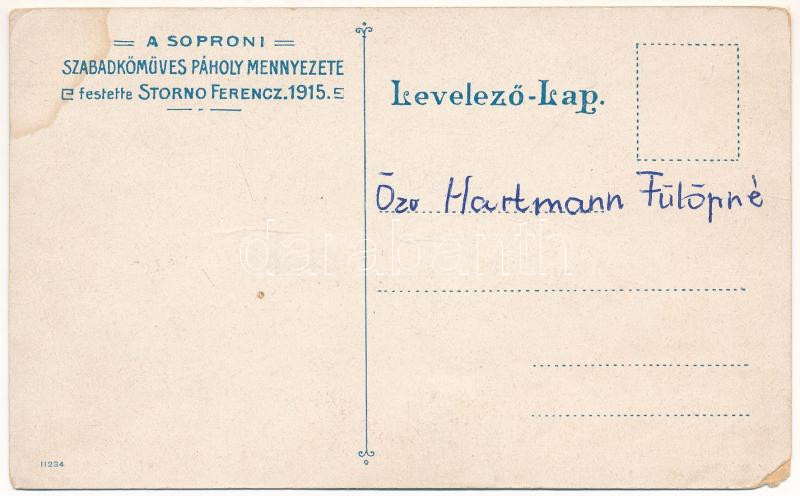 A SOPRONI
SZABADKŐMŰVES PÁHOLY MENNYEZETE
festette STORNO FERENCZ.1915.
Levelező-Lap.
Özv Hartmann Fülöpné
darabanth
11234